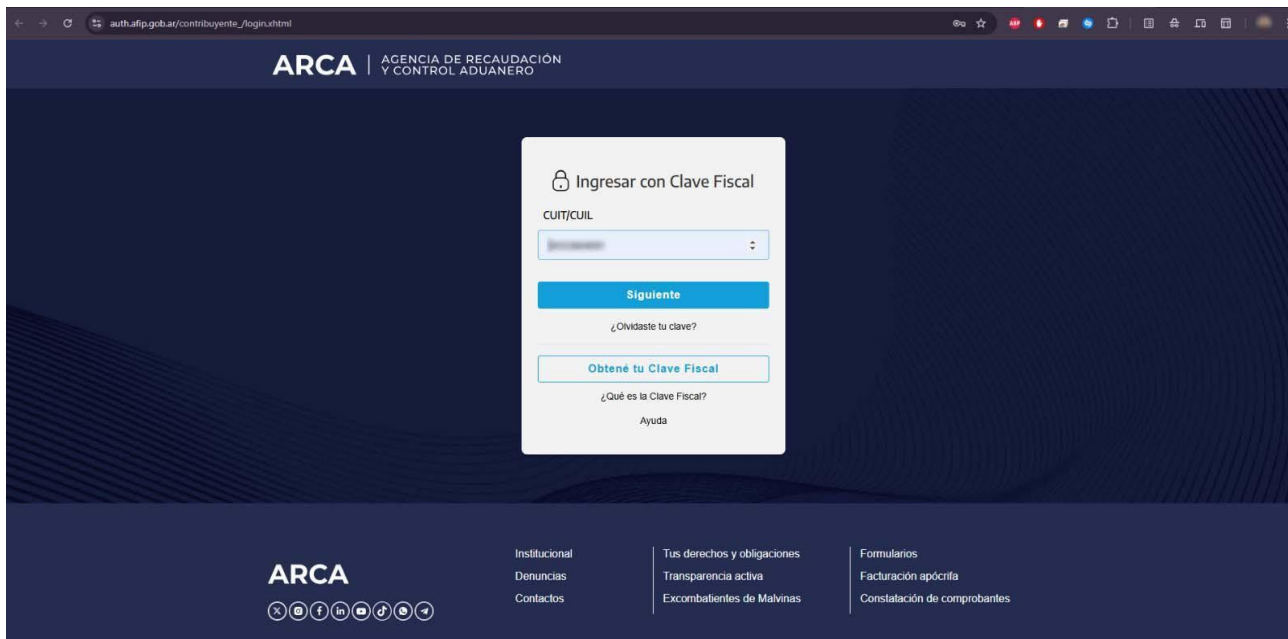 auth.afip.gob.ar/contribuyente_/login.xhtml
ABP
ARCA
AGENCIA DE RECAUDACIÓN
Y CONTROL ADUANERO
Ingresar con Clave Fiscal
CUIT/CUIL
Siguiente
¿Olvidaste tu clave?
Obtené tu Clave Fiscal
¿Qué es la Clave Fiscal?
Ayuda
ARCA
Institucional
Denuncias
Contactos
Tus derechos y obligaciones
Transparencia activa
Excombatientes de Malvinas
Formularios
Facturación apócrifa
Constatación de comprobantes